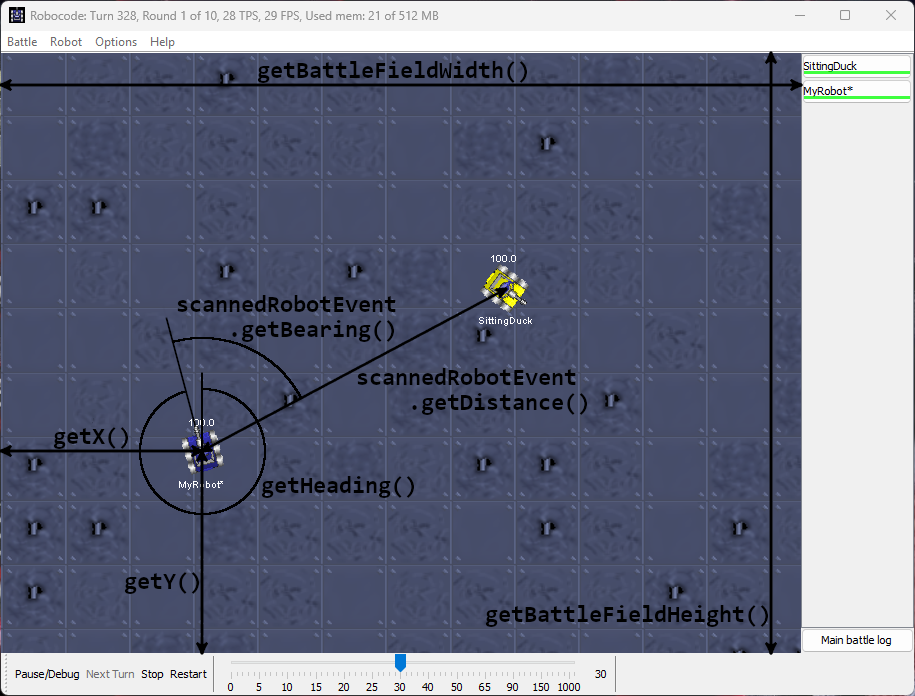 Robocode: Turn 328, Round 1 of 10, 28 TPS, 29 FPS, Used mem: 21 of 512 MB
Battle Robot Options Help
getBattleFieldWidth()
SittingDuck
MyRobot*
100.0
SittingDuck
scannedRobotEvent
.getBearing()
scannedRobotEvent
.getDistance()
100.0
getX()
MyRobot*
getHeading()
getY()
getBattleFieldHeight()
Main battle log
Pause/Debug Next Turn Stop Restart
30
0 5 10 15 20 25 30 40 50 65 90 150 1000